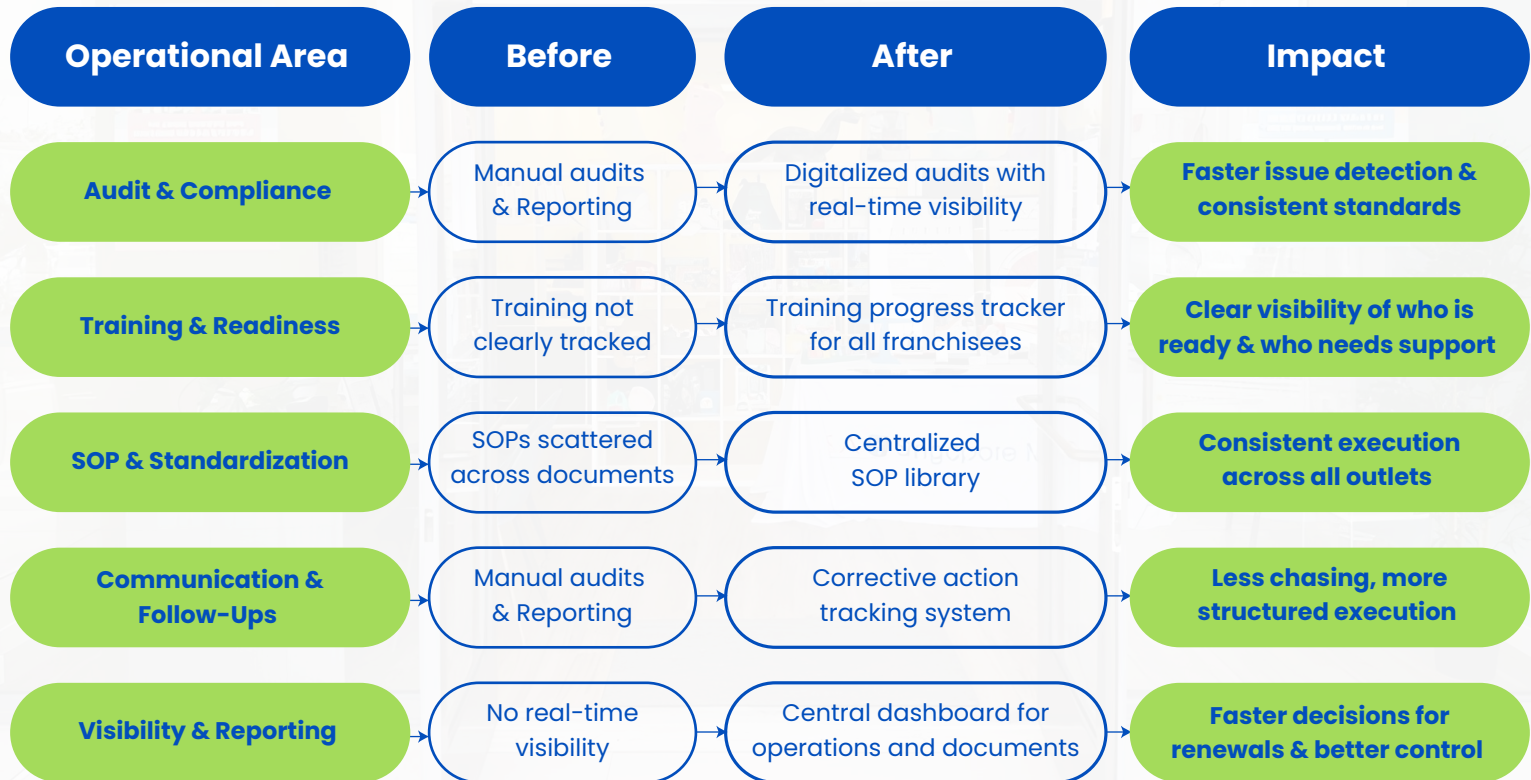 Operational Area
Before
After
Impact
Audit & Compliance
Manual audits
& Reporting
Digitalized audits with
real-time visibility
Faster issue detection &
consistent standards
Training & Readiness
Training not
clearly tracked
Training progress tracker
for all franchisees
Clear visibility of who is
ready & who needs support
SOP & Standardization
SOPs scattered
across documents
Centralized
SOP library
Consistent execution
across all outlets
Communication &
Follow-Ups
Manual audits
& Reporting
Corrective action
tracking system
Less chasing, more
structured execution
Visibility & Reporting
No real-time
visibility
Central dashboard for
operations and documents
Faster decisions for
renewals & better control